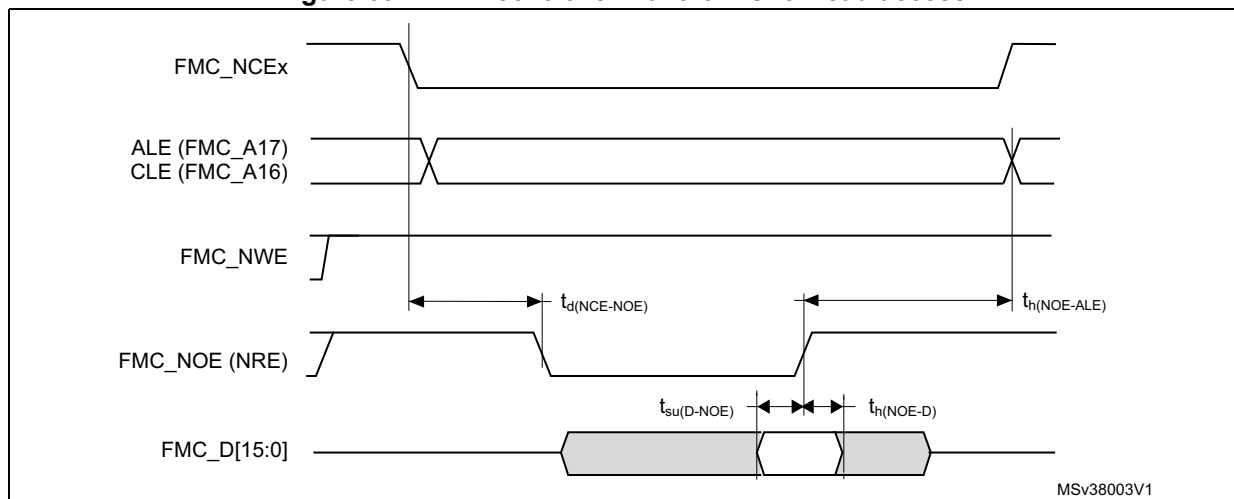 FMC_NCEx
ALE (FMC_A17)
CLE (FMC_A16)
FMC_NWE
td(NCE-NOE)
th(NOE-ALE)
FMC_NOE (NRE)
tsu(D-NOE)
th(NOE-D)
FMC_D[15:0]
MSv38003V1